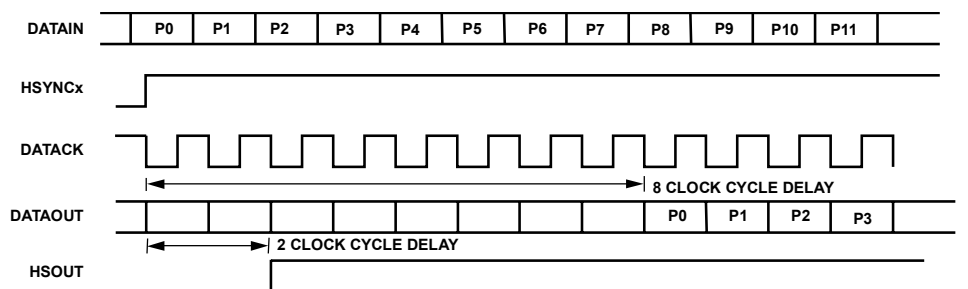 DATAIN P0 P1 P2 P3 P4 P5 P6 P7 P8 P9 P10 P11
HSYNCx
DATACK
8 CLOCK CYCLE DELAY
DATAOUT P0 P1 P2 P3
2 CLOCK CYCLE DELAY
HSOUT